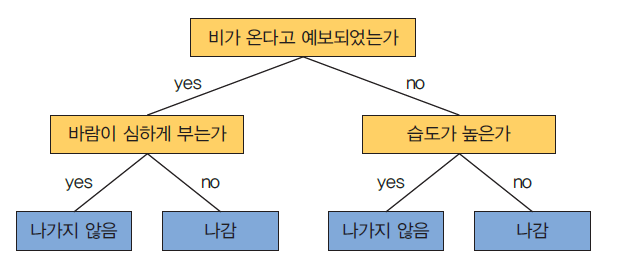 비가 온다고 예보되었는가
yes
no
바람이 심하게 부는가
습도가 높은가
yes
no
yes
no
나가지 않음
나감
나가지 않음
나감